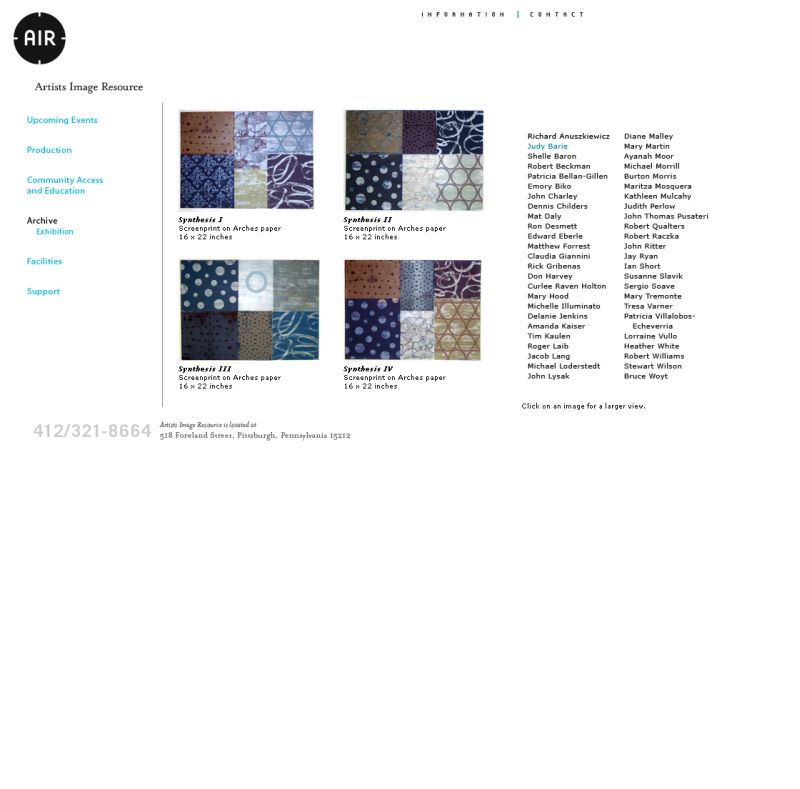 INFORMATION | CONTACT
AIR
Artists Image Resource
Upcoming Events
Production
Community Access
and Education
Archive
Exhibition
Facilities
Support
Synthesis I
Screenprint on Arches paper
16 x 22 inches
Synthesis II
Screenprint on Arches paper
16 x 22 inches
Synthesis III
Screenprint on Arches paper
16 x 22 inches
Synthesis IV
Screenprint on Arches paper
16 x 22 inches
Richard Anuszkiewicz
Judy Barie
Shelle Baron
Robert Beckman
Patricia Bellan-Gillen
Emory Biko
John Charley
Dennis Childers
Mat Daly
Ron Desmett
Edward Eberle
Matthew Forrest
Claudia Giannini
Rick Gribenas
Don Harvey
Curlee Raven Holton
Mary Hood
Michelle Illuminato
Delanie Jenkins
Amanda Kaiser
Tim Kaulen
Roger Laib
Jacob Lang
Michael Loderstedt
John Lysak
Diane Malley
Mary Martin
Ayanah Moor
Michael Morrill
Burton Morris
Maritza Mosquera
Kathleen Mulcahy
Judith Perlow
John Thomas Pusateri
Robert Qualters
Robert Raczka
John Ritter
Jay Ryan
Ian Short
Susanne Slavik
Sergio Soave
Mary Tremonte
Tresa Varner
Patricia Villalobos-
Echeverria
Lorraine Vullo
Heather White
Robert Williams
Stewart Wilson
Bruce Woyt
Click on an image for a larger view.
412/321-8664
Artists Image Resource is located at
518 Foreland Street, Pittsburgh, Pennsylvania 15212